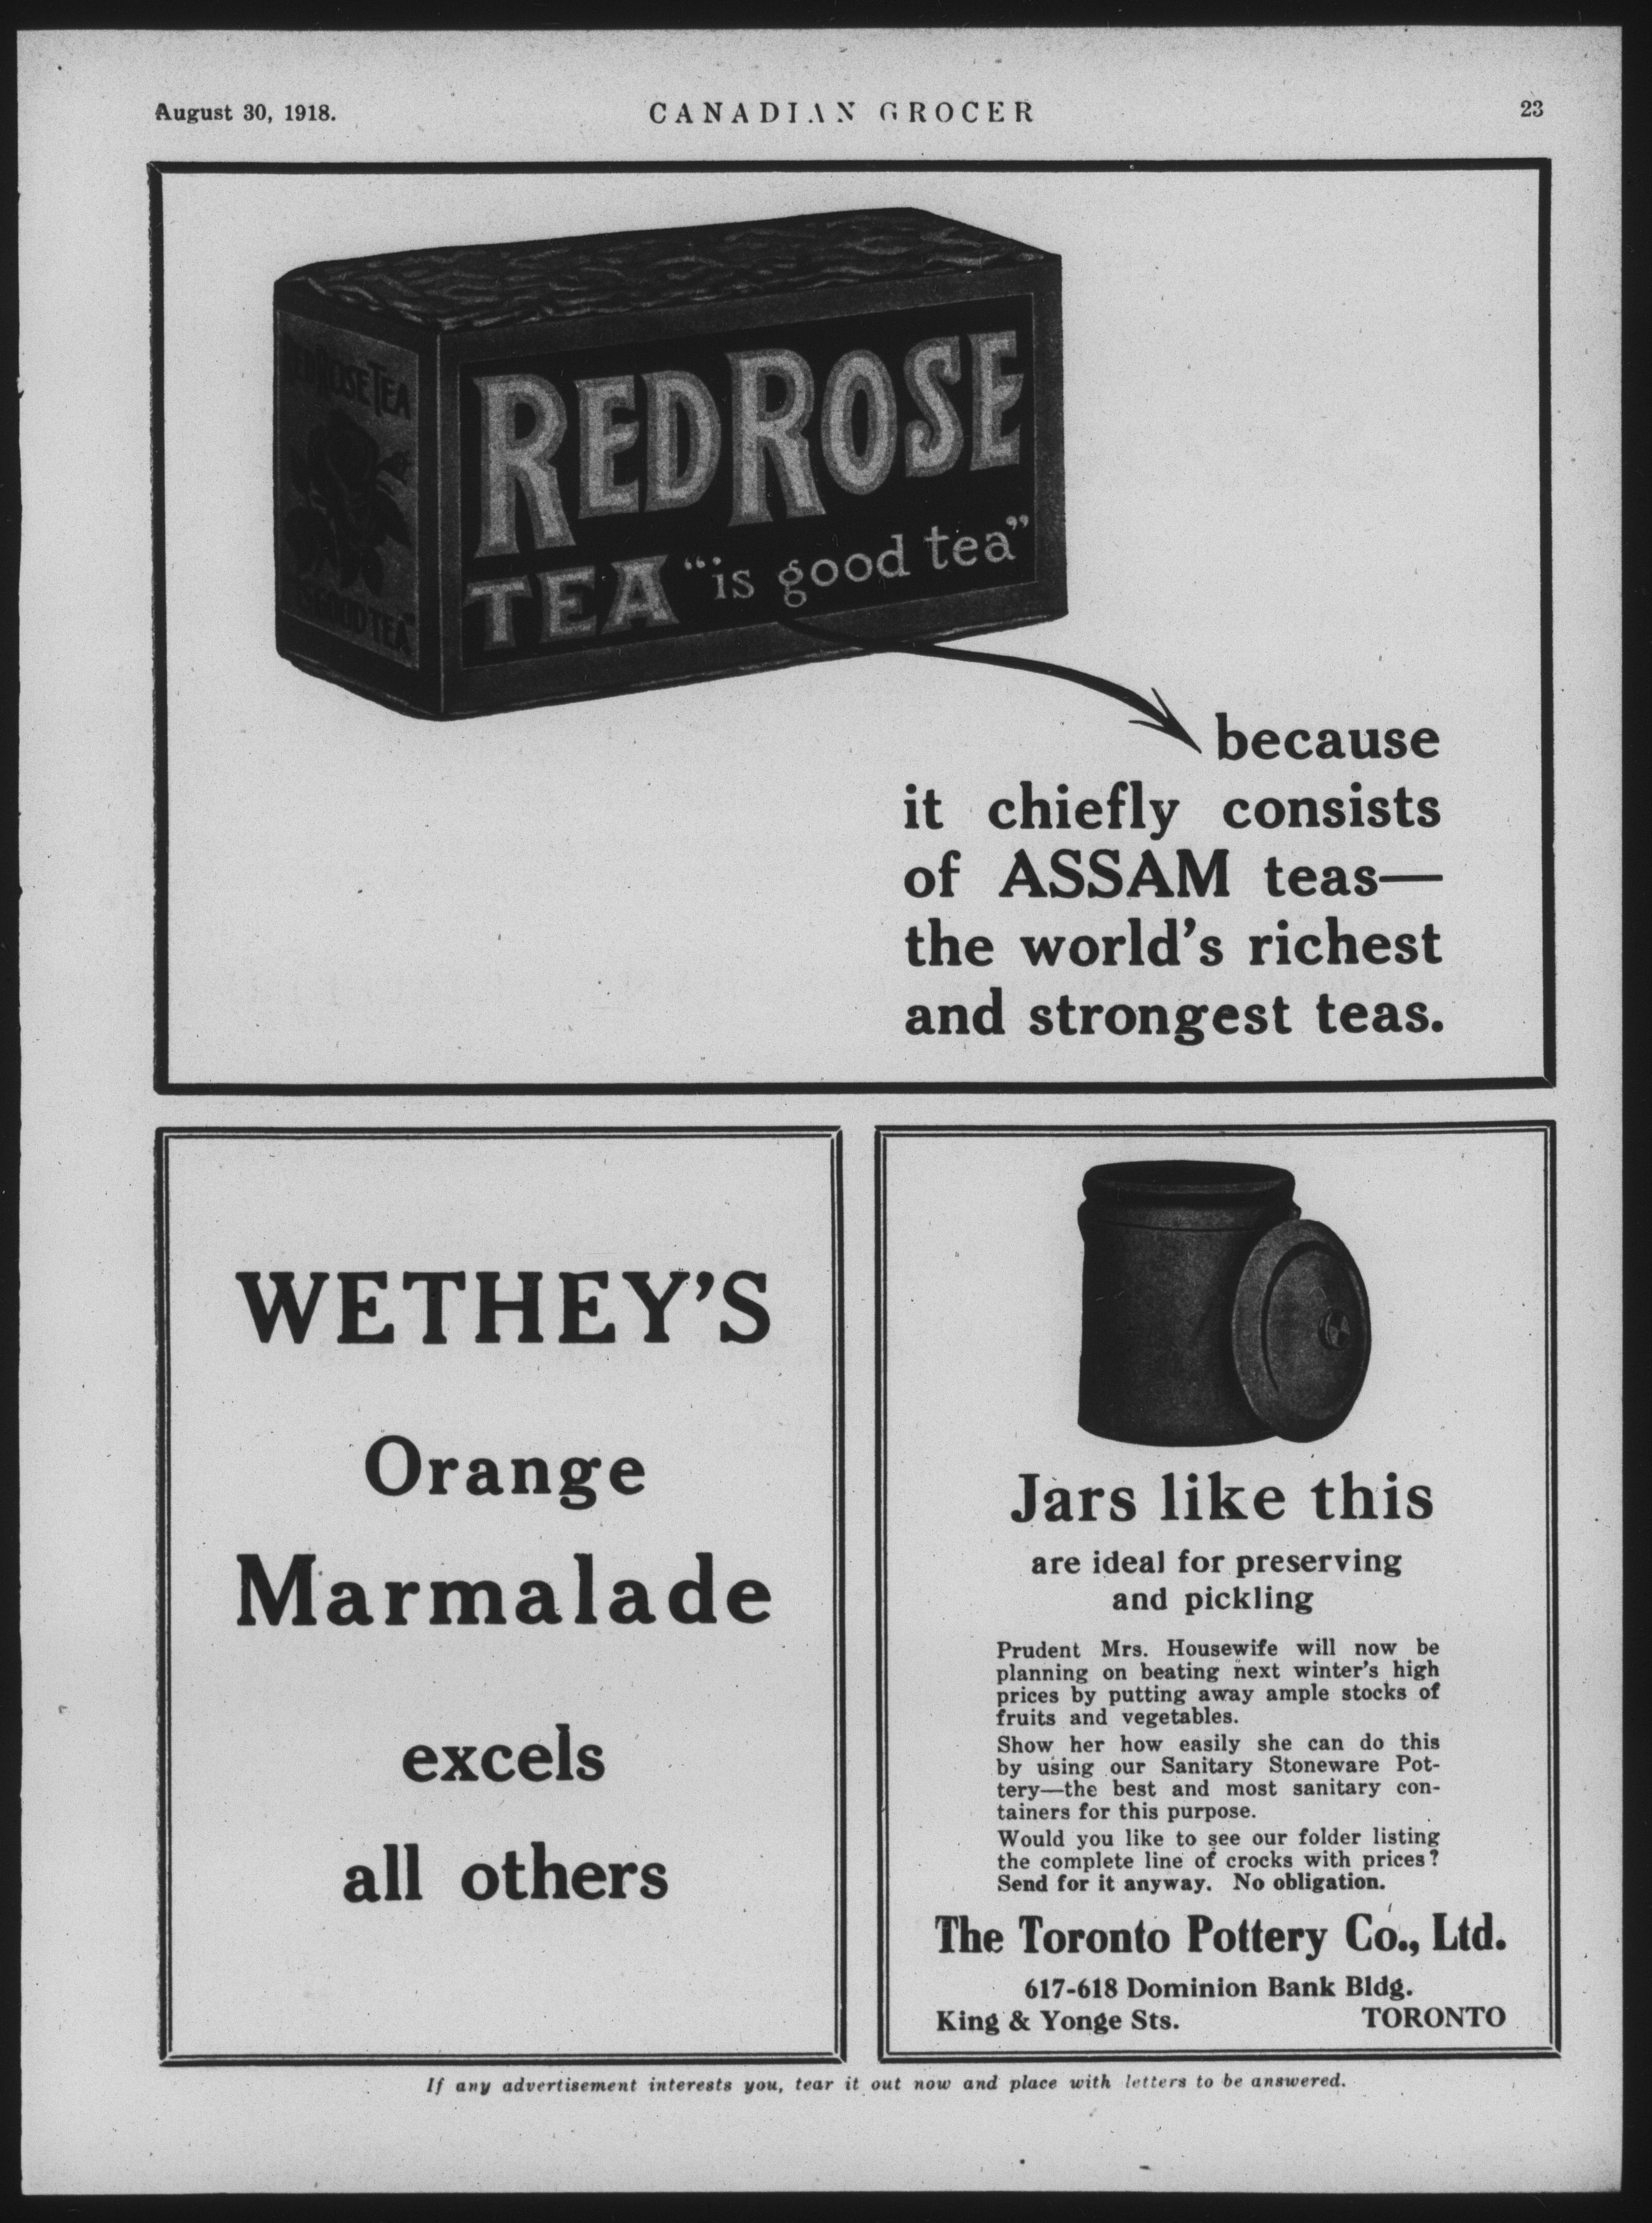 August 30, 1918.
CANADIAN GROCER
23
RED ROSE TEA
GOOD TEA"
RED ROSE
TEA "is good tea"
because
it chiefly consists
of ASSAM teas—
the world's richest
and strongest teas.
WETHEY'S
Orange
Marmalade
excels
all others
Jars like this
are ideal for preserving
and pickling
Prudent Mrs. Housewife will now be
planning on beating next winter's high
prices by putting away ample stocks of
fruits and vegetables.
Show her how easily she can do this
by using our Sanitary Stoneware Pot-
tery—the best and most sanitary con-
tainers for this purpose.
Would you like to see our folder listing
the complete line of crocks with prices?
Send for it anyway. No obligation.
The Toronto Pottery Co., Ltd.
617-618 Dominion Bank Bldg.
King & Yonge Sts. TORONTO
If any advertisement interests you, tear it out now and place with letters to be answered.